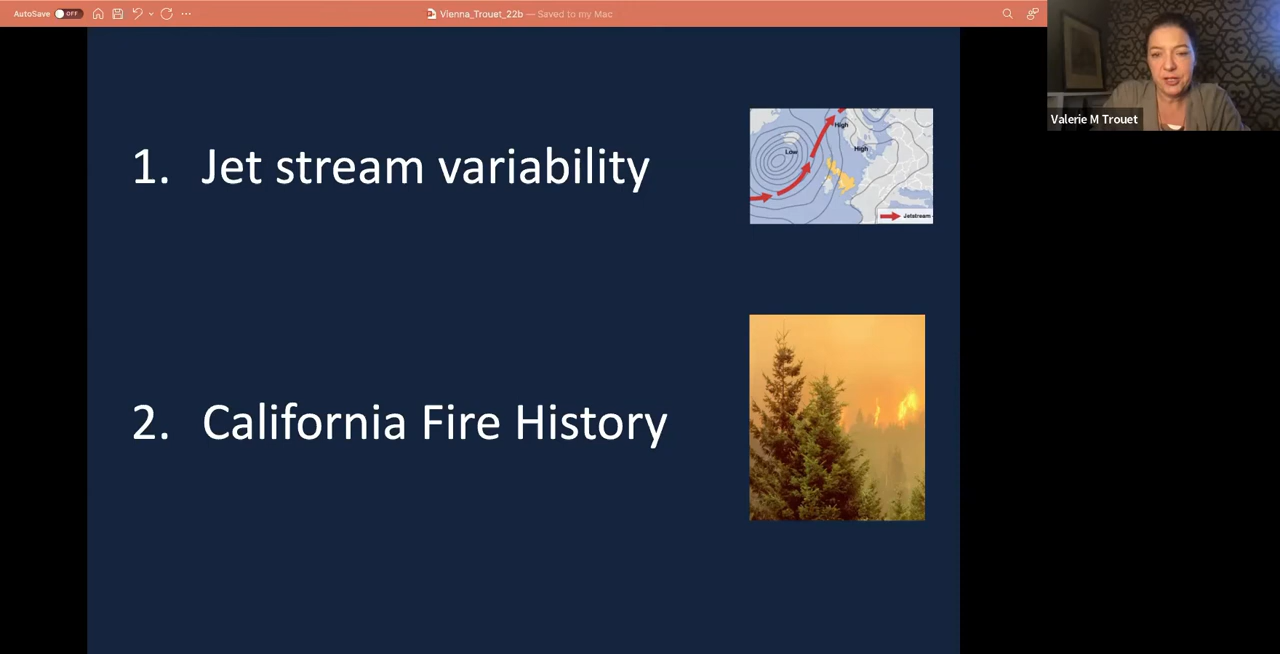 AutoSave OFF
Vienna_Trouet_22b — Saved to my Mac
Valerie M Trouet
1. Jet stream variability
High
Low
High
Jetstream
2. California Fire History